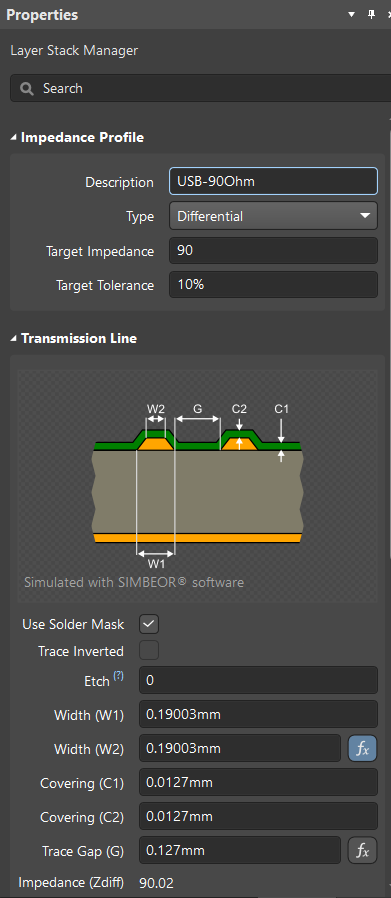 Properties
Layer Stack Manager
Search
Impedance Profile
Description USB-90Ohm
Type Differential
Target Impedance 90
Target Tolerance 10%
Transmission Line
W2 G C2 C1
W1
Simulated with SIMBEOR® software
Use Solder Mask
Trace Inverted
Etch (?) 0
Width (W1) 0.19003mm
Width (W2) 0.19003mm fx
Covering (C1) 0.0127mm
Covering (C2) 0.0127mm
Trace Gap (G) 0.127mm fx
Impedance (Zdiff) 90.02